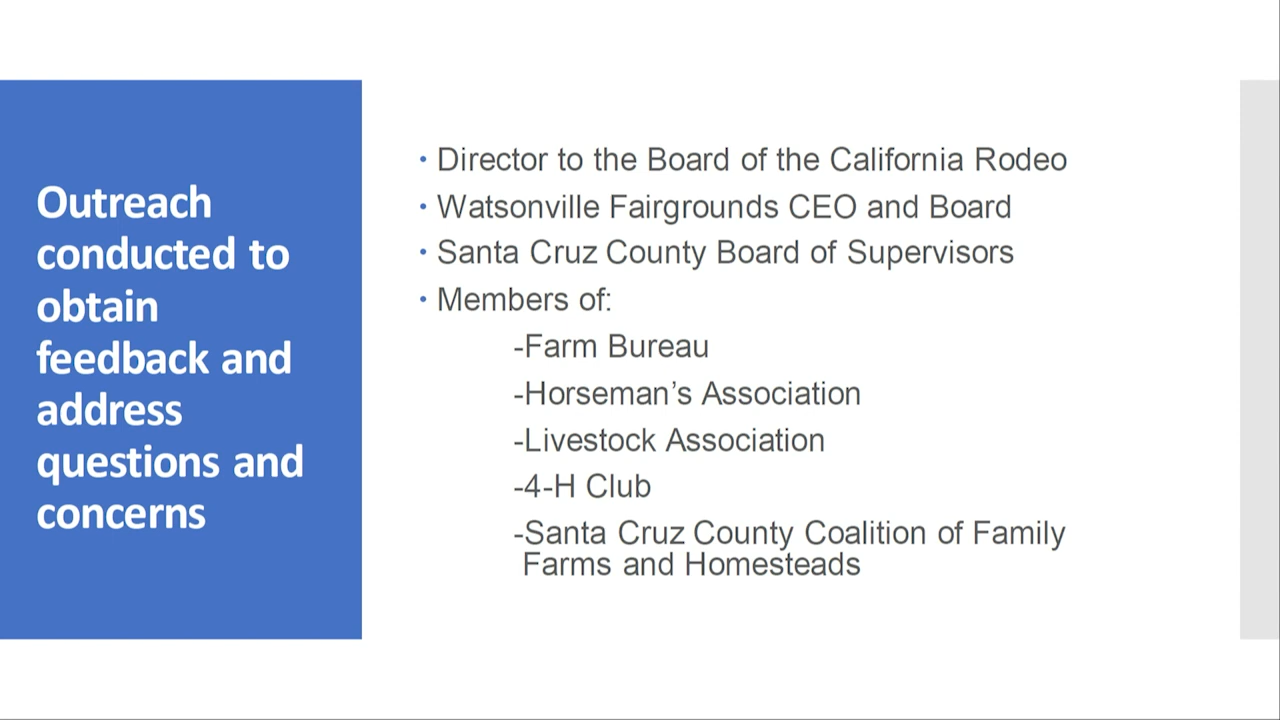 Outreach
conducted to
obtain
feedback and
address
questions and
concerns
• Director to the Board of the California Rodeo
• Watsonville Fairgrounds CEO and Board
• Santa Cruz County Board of Supervisors
• Members of:
-Farm Bureau
-Horseman’s Association
-Livestock Association
-4-H Club
-Santa Cruz County Coalition of Family
Farms and Homesteads